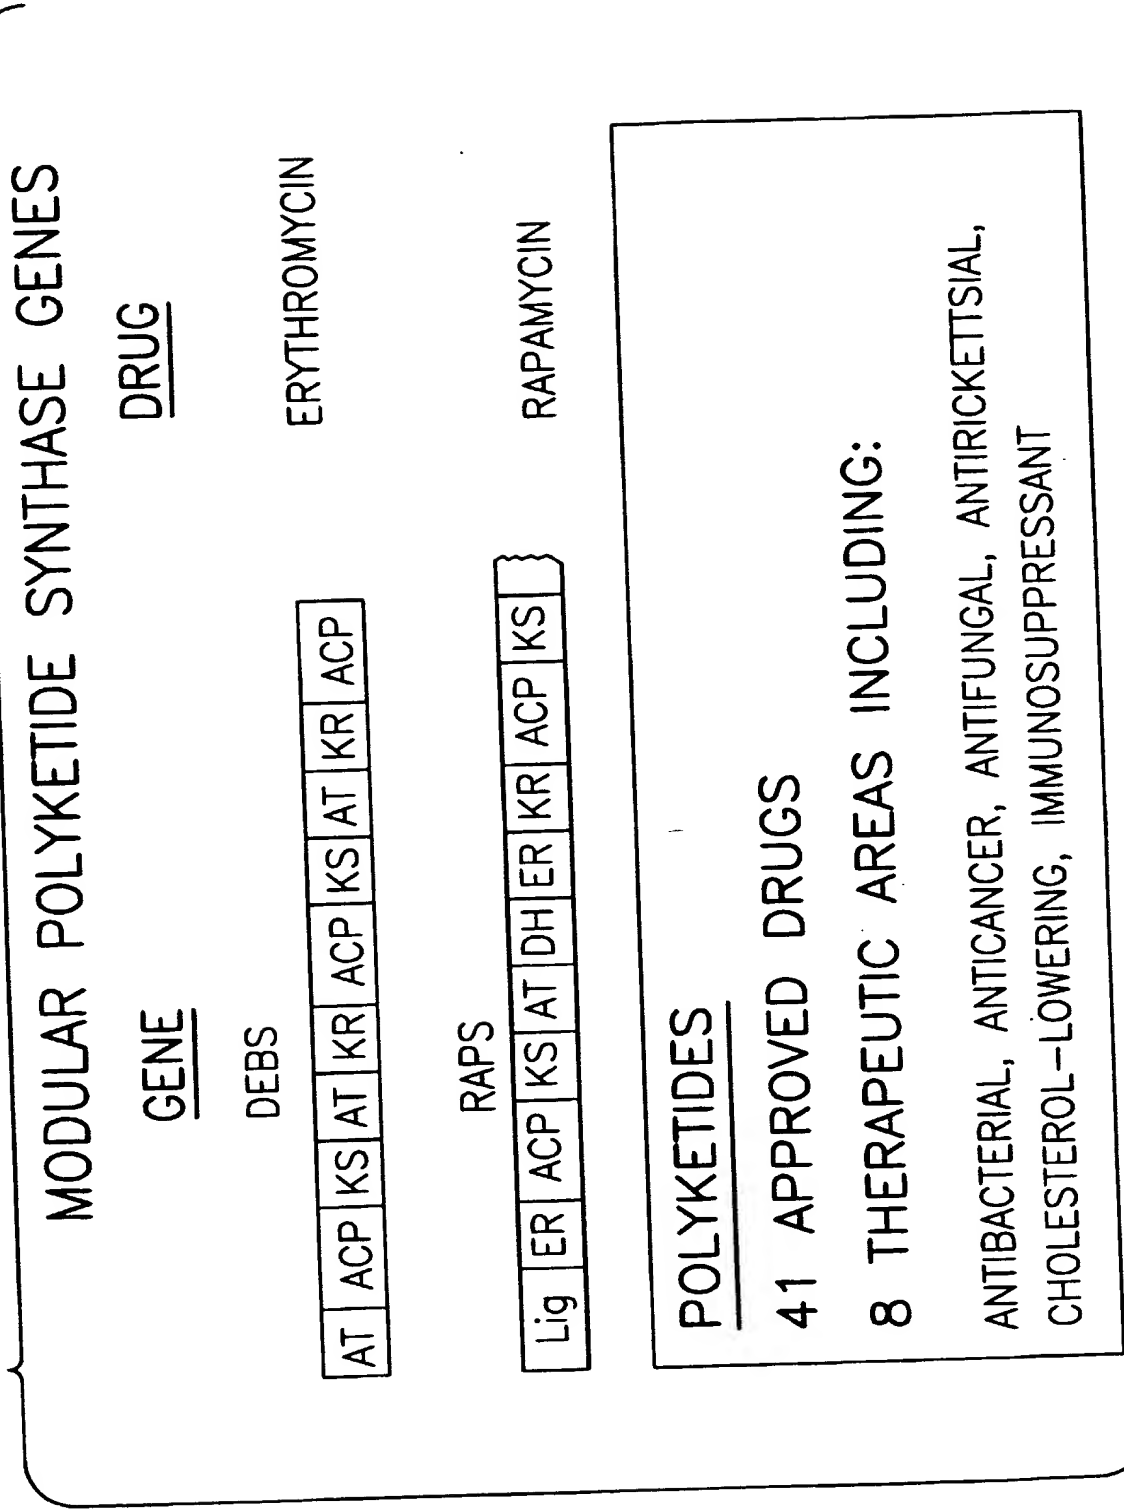 MODULAR POLYKETIDE SYNTHASE GENES
GENE DRUG
DEBS
AT ACP KS AT KR ACP KS AT KR ACP ERYTHROMYCIN
RAPS
Lig ER ACP KS AT DH ER KR ACP KS RAPAMYCIN
POLYKETIDES
41 APPROVED DRUGS
8 THERAPEUTIC AREAS INCLUDING:
ANTIBACTERIAL, ANTICANCER, ANTIFUNGAL, ANTIRICKETTSIAL,
CHOLESTEROL-LOWERING, IMMUNOSUPPRESSANT